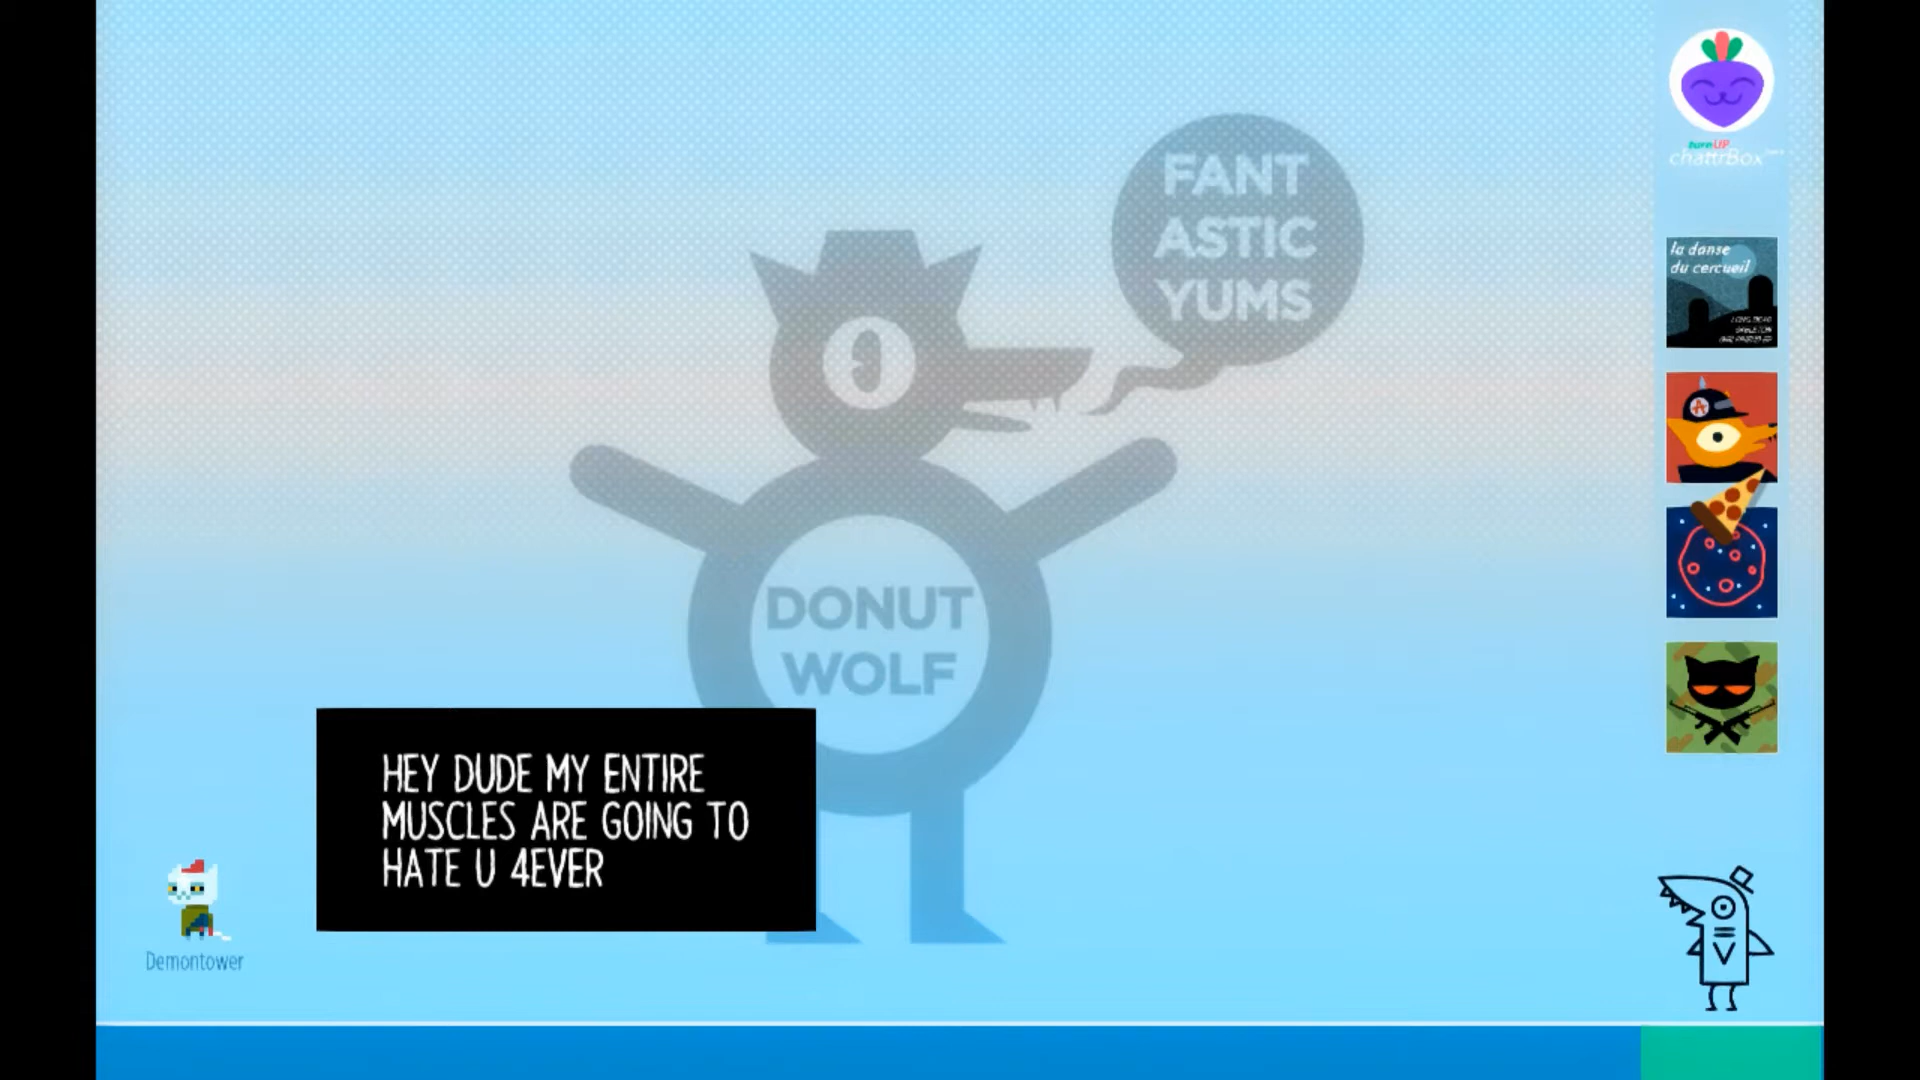 FANT
ASTIC
YUMS
DONUT
WOLF
HEY DUDE MY ENTIRE
MUSCLES ARE GOING TO
HATE U 4EVER
Demontower
turnUP
chattrBox
la danse
du cercueil
A